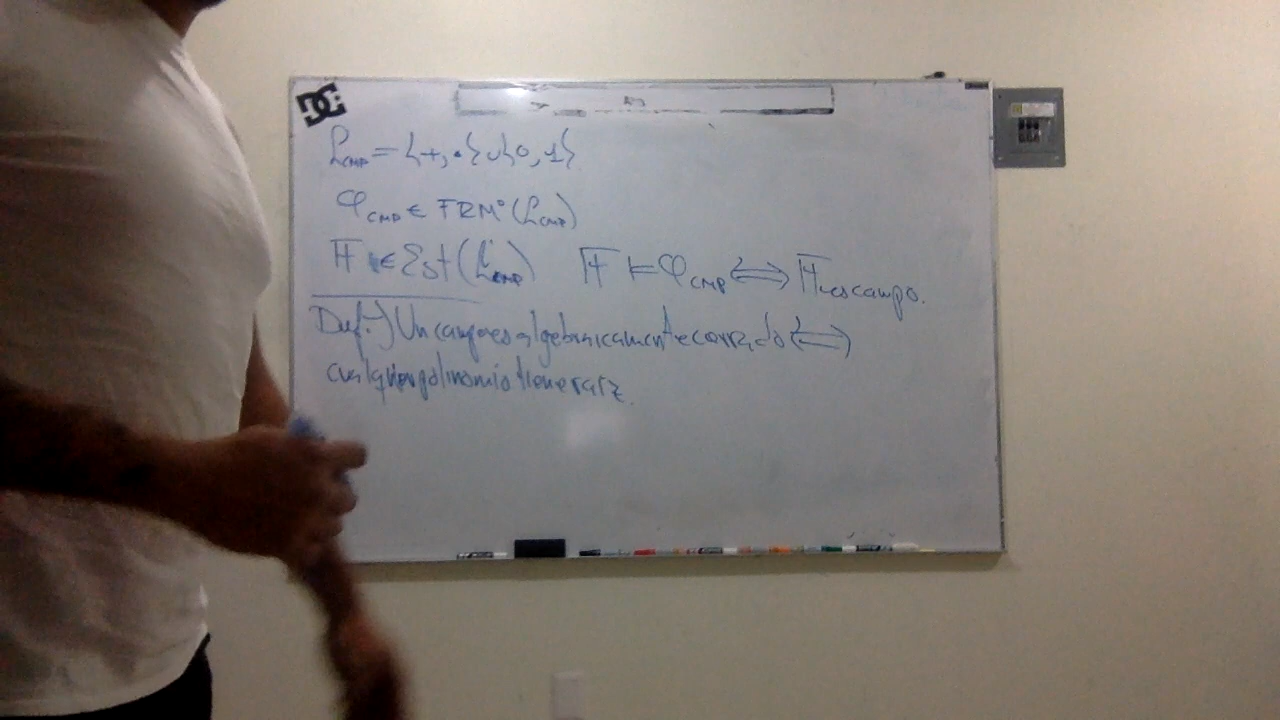 DC
ℒ_CMP = {+, •} ∪ {0, 1}
φ_CMP ∈ FRM°(ℒ_CMP)
𝔽 ∈ Est(ℒ_CMP)   𝔽 ⊨ φ_CMP ⟺ 𝔽 es campo.
Def.-) Un campo es algebraicamente cerrado ⟺
cualquier polinomio tiene raíz.